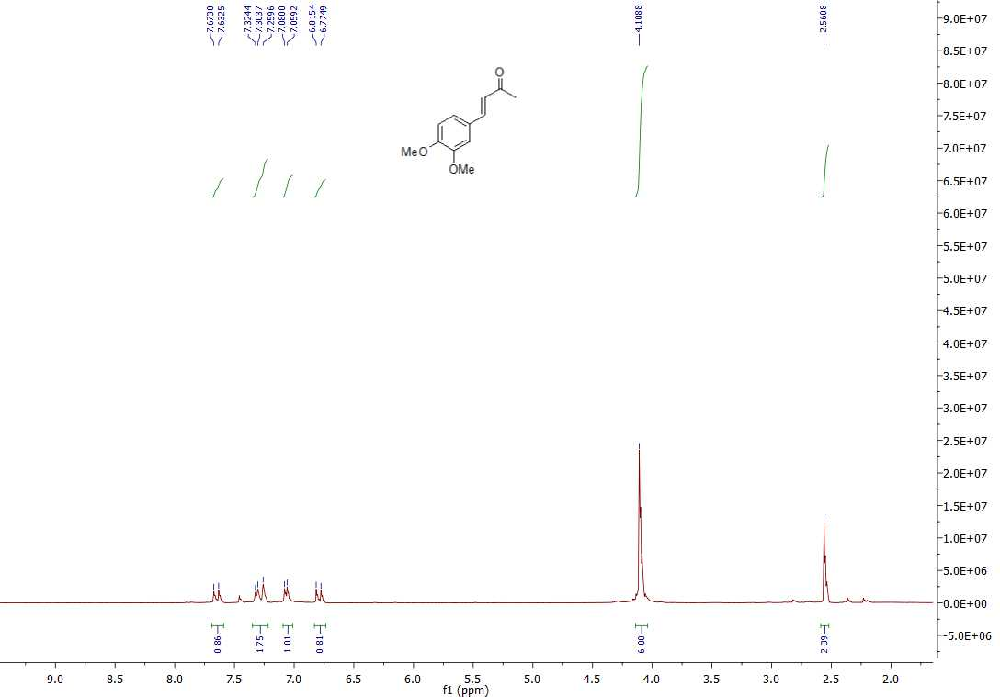 7.6730
7.6325
7.3244
7.3037
7.2596
7.0800
7.0592
6.8154
6.7749
4.1088
2.5608
O
MeO
OMe
9.0E+07
8.5E+07
8.0E+07
7.5E+07
7.0E+07
6.5E+07
6.0E+07
5.5E+07
5.0E+07
4.5E+07
4.0E+07
3.5E+07
3.0E+07
2.5E+07
2.0E+07
1.5E+07
1.0E+07
5.0E+06
0.0E+00
-5.0E+06
0.86
1.75
1.01
0.81
6.00
2.39
9.0 8.5 8.0 7.5 7.0 6.5 6.0 5.5 5.0 4.5 4.0 3.5 3.0 2.5 2.0
f1 (ppm)